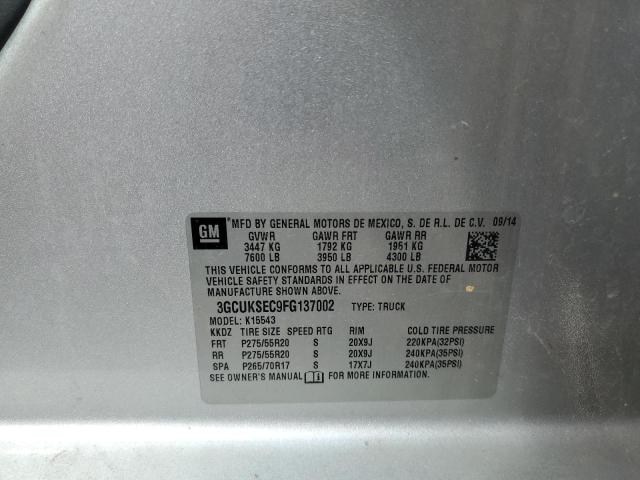 GM ® MFD BY GENERAL MOTORS DE MEXICO, S. DE R.L. DE C.V. 09/14
GVWR GAWR FRT GAWR RR
3447 KG 1792 KG 1951 KG
7600 LB 3950 LB 4300 LB
THIS VEHICLE CONFORMS TO ALL APPLICABLE U.S. FEDERAL MOTOR
VEHICLE SAFETY STANDARDS IN EFFECT ON THE DATE OF
MANUFACTURE SHOWN ABOVE.
3GCUKSEC9FG137002 TYPE: TRUCK
MODEL: K15543
KKDZ TIRE SIZE SPEED RTG RIM COLD TIRE PRESSURE
FRT P275/55R20 S 20X9J 220KPA(32PSI)
RR P275/55R20 S 20X9J 240KPA(35PSI)
SPA P265/70R17 S 17X7J 240KPA(35PSI)
SEE OWNER'S MANUAL FOR MORE INFORMATION.